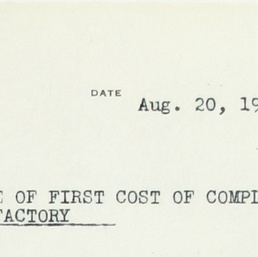 DATE
Aug. 20, 19
OF FIRST COST OF COMPL
FACTORY